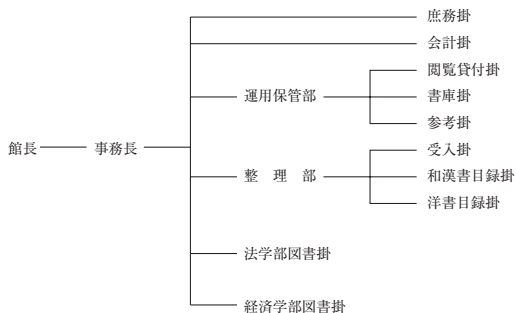 庶務掛
会計掛
閲覧貸付掛
運用保管部
書庫掛
参考掛
館長
事務長
受入掛
整理部
和漢書目録掛
洋書目録掛
法学部図書掛
経済学部図書掛